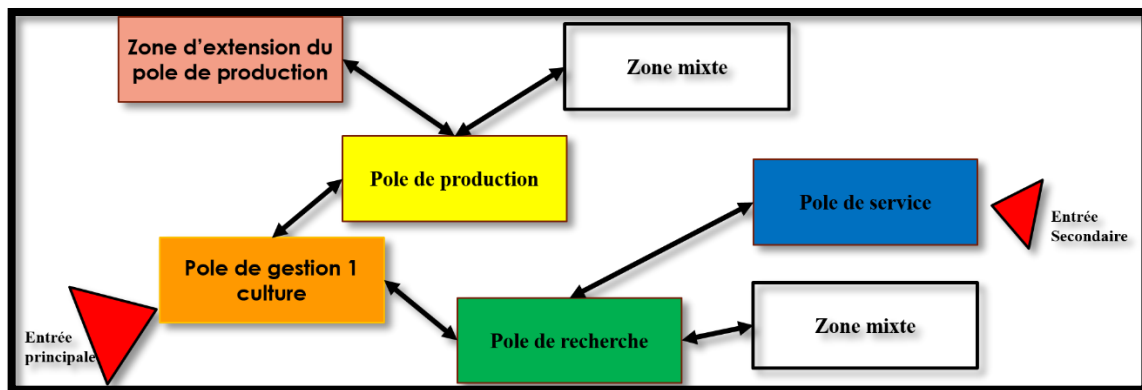 Zone d'extension du
pole de production
Zone mixte
Pole de production
Pole de service
Entrée
Secondaire
Pole de gestion 1
culture
Entrée
principale
Pole de recherche
Zone mixte